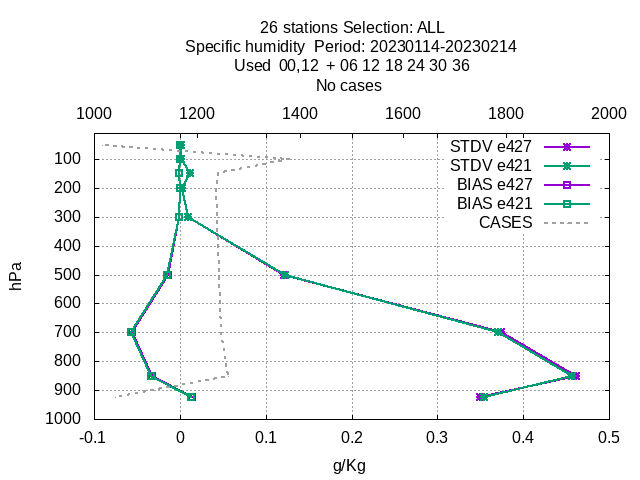 26 stations Selection: ALL
Specific humidity  Period: 20230114-20230214
Used  00,12  + 06 12 18 24 30 36
No cases
1000 1200 1400 1600 1800 2000
STDV e427
STDV e421
BIAS e427
BIAS e421
CASES
100
200
300
400
500
600
700
800
900
1000
hPa
-0.1 0 0.1 0.2 0.3 0.4 0.5
g/Kg